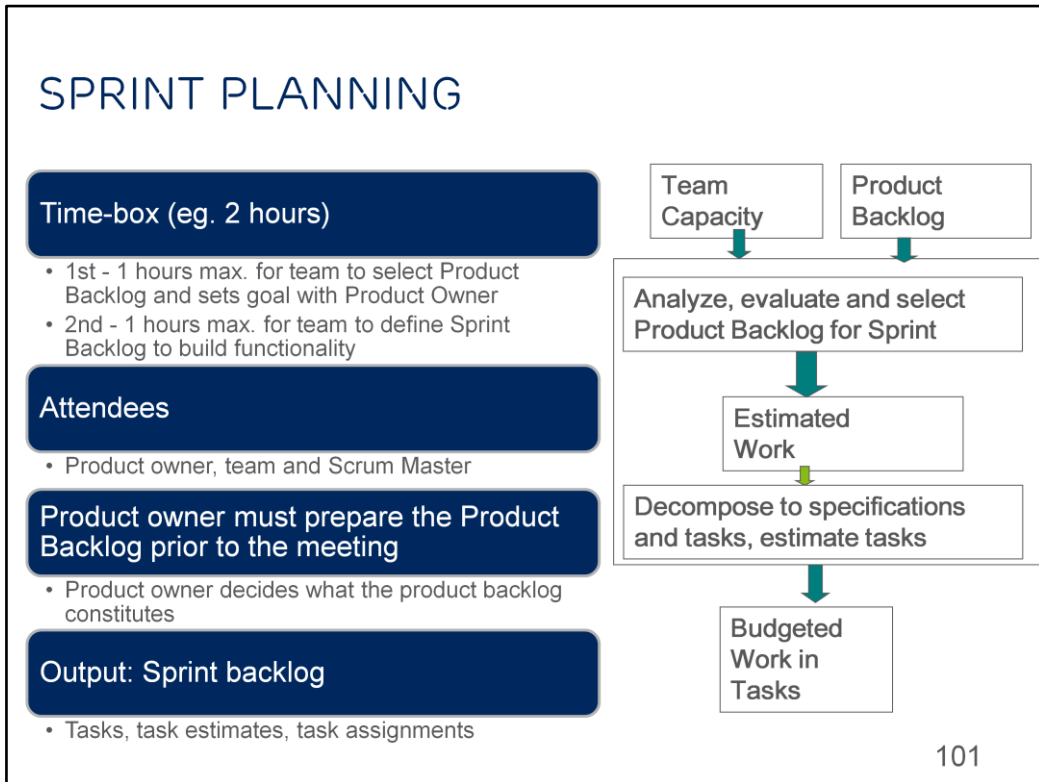 SPRINT PLANNING
Time-box (eg. 2 hours)
• 1st - 1 hours max. for team to select Product
Backlog and sets goal with Product Owner
• 2nd - 1 hours max. for team to define Sprint
Backlog to build functionality
Attendees
• Product owner, team and Scrum Master
Product owner must prepare the Product
Backlog prior to the meeting
• Product owner decides what the product backlog
constitutes
Output: Sprint backlog
• Tasks, task estimates, task assignments
Team
Capacity
Product
Backlog
Analyze, evaluate and select
Product Backlog for Sprint
Estimated
Work
Decompose to specifications
and tasks, estimate tasks
Budgeted
Work in
Tasks
101